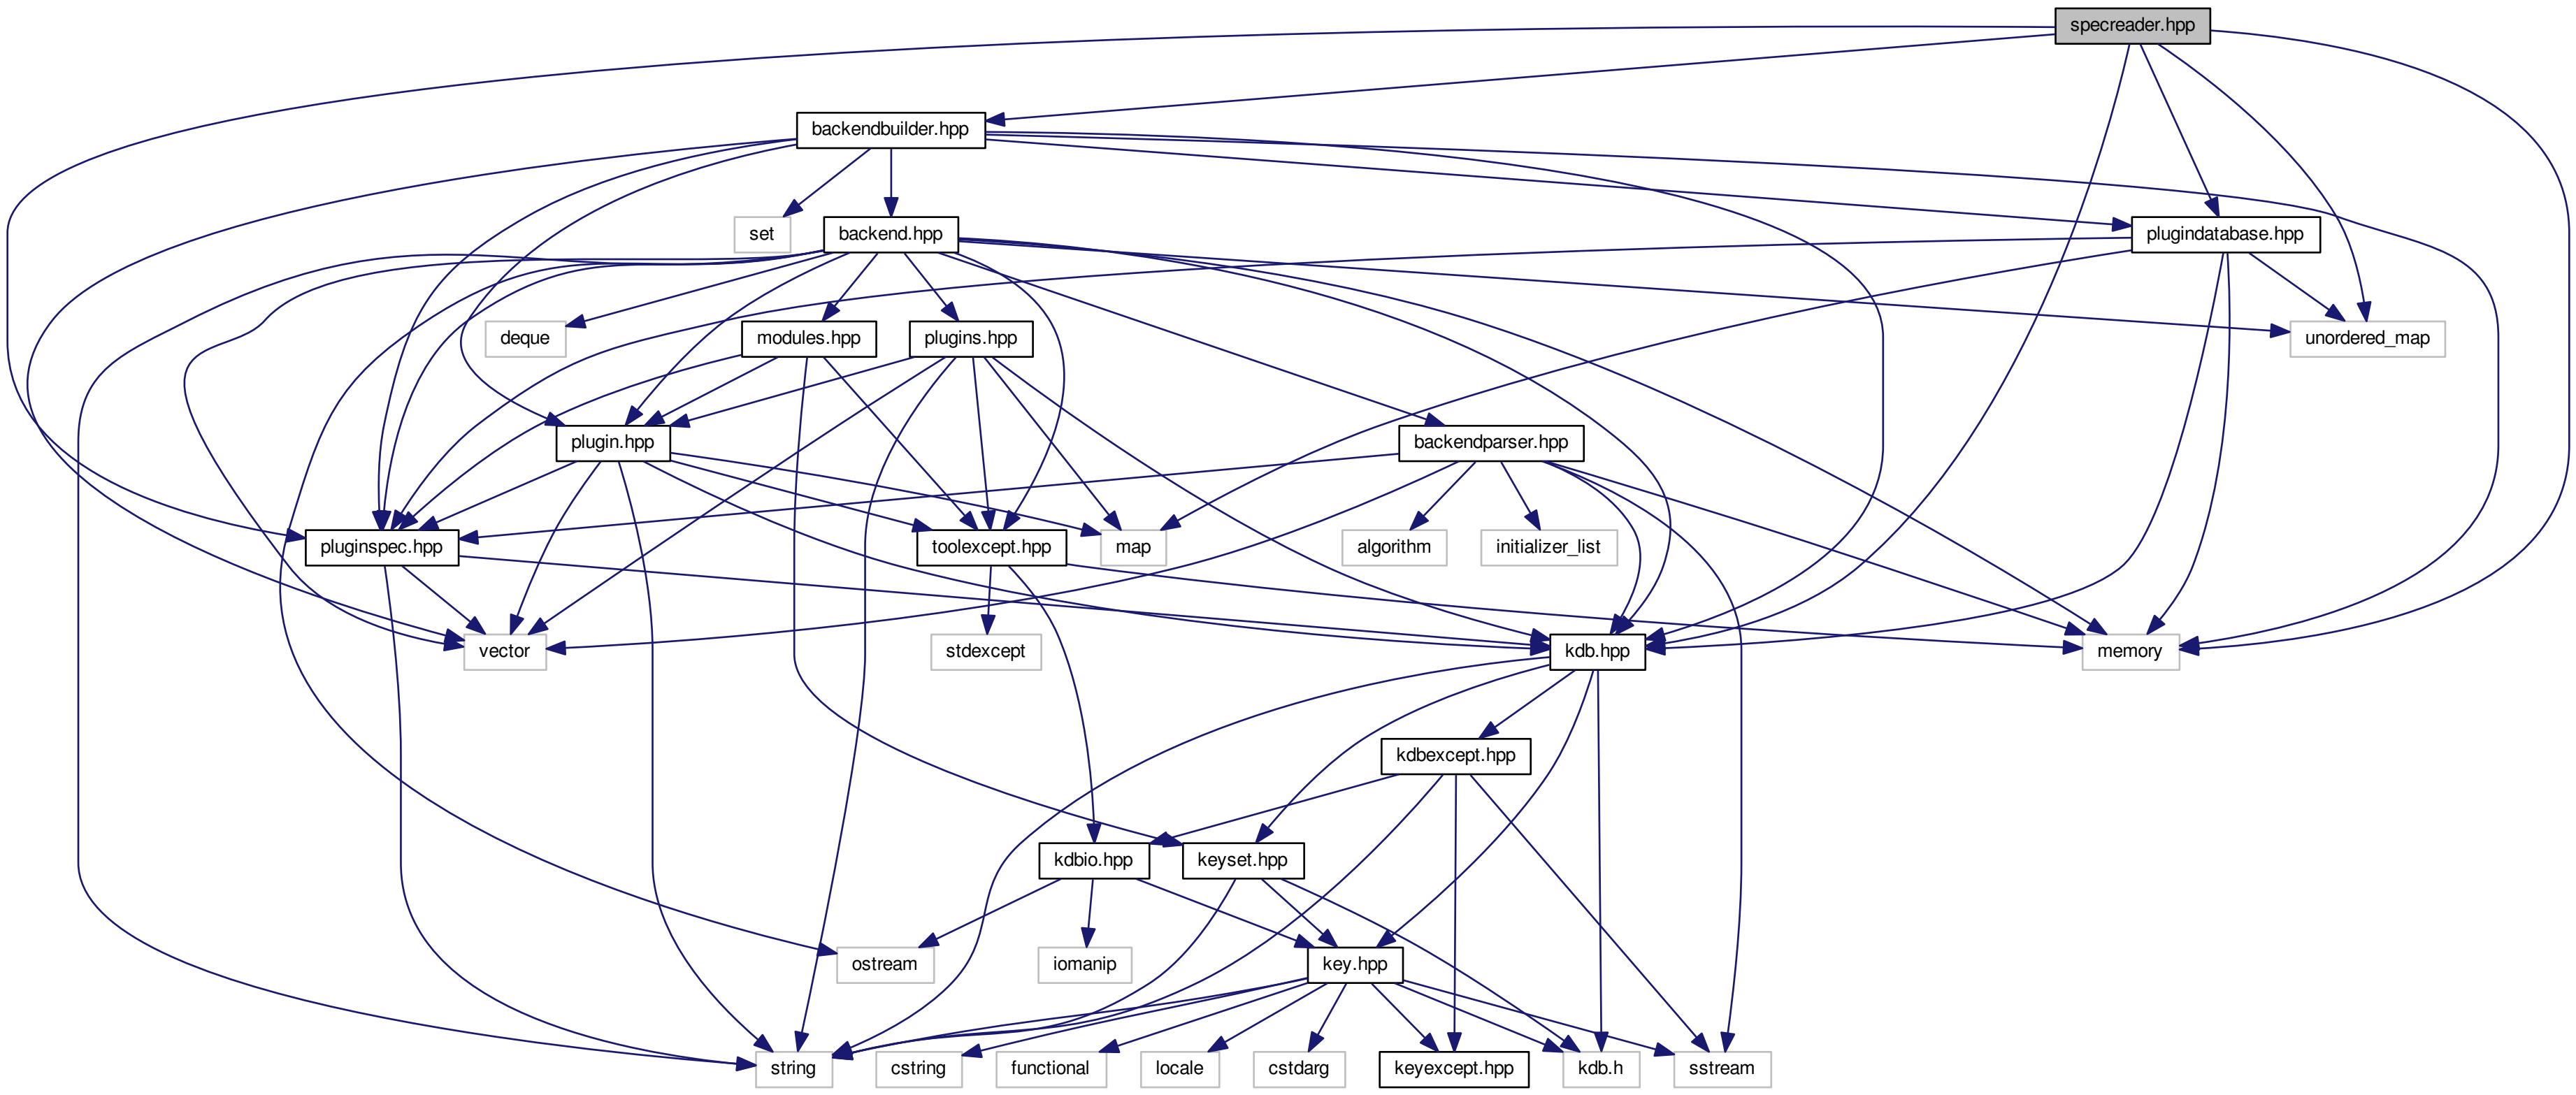 specreader.hpp
backendbuilder.hpp
set
backend.hpp
plugindatabase.hpp
deque
modules.hpp
plugins.hpp
unordered_map
plugin.hpp
backendparser.hpp
pluginspec.hpp
toolexcept.hpp
map
algorithm
initializer_list
vector
stdexcept
kdb.hpp
memory
kdbexcept.hpp
kdbio.hpp
keyset.hpp
ostream
iomanip
key.hpp
string
cstring
functional
locale
cstdarg
keyexcept.hpp
kdb.h
sstream